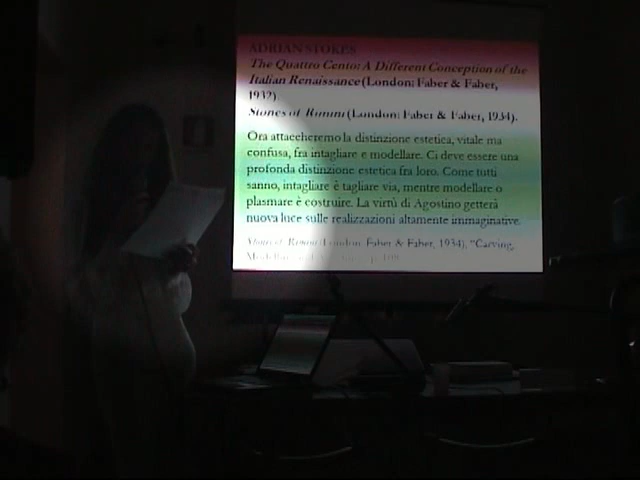 ADRIAN STOKES
The Quattro Cento: A Different Conception of the
Italian Renaissance (London: Faber & Faber,
1932).
Stones of Rimini (London: Faber & Faber, 1934).
Ora attaccheremo la distinzione estetica, vitale ma
confusa, fra intagliare e modellare. Ci deve essere una
profonda distinzione estetica fra loro. Come tutti
sanno, intagliare è tagliare via, mentre modellare o
plasmare è costruire. La virtù di Agostino getterà
nuova luce sulle realizzazioni altamente immaginative.
Stones of Rimini (London: Faber & Faber, 1934), "Carving,